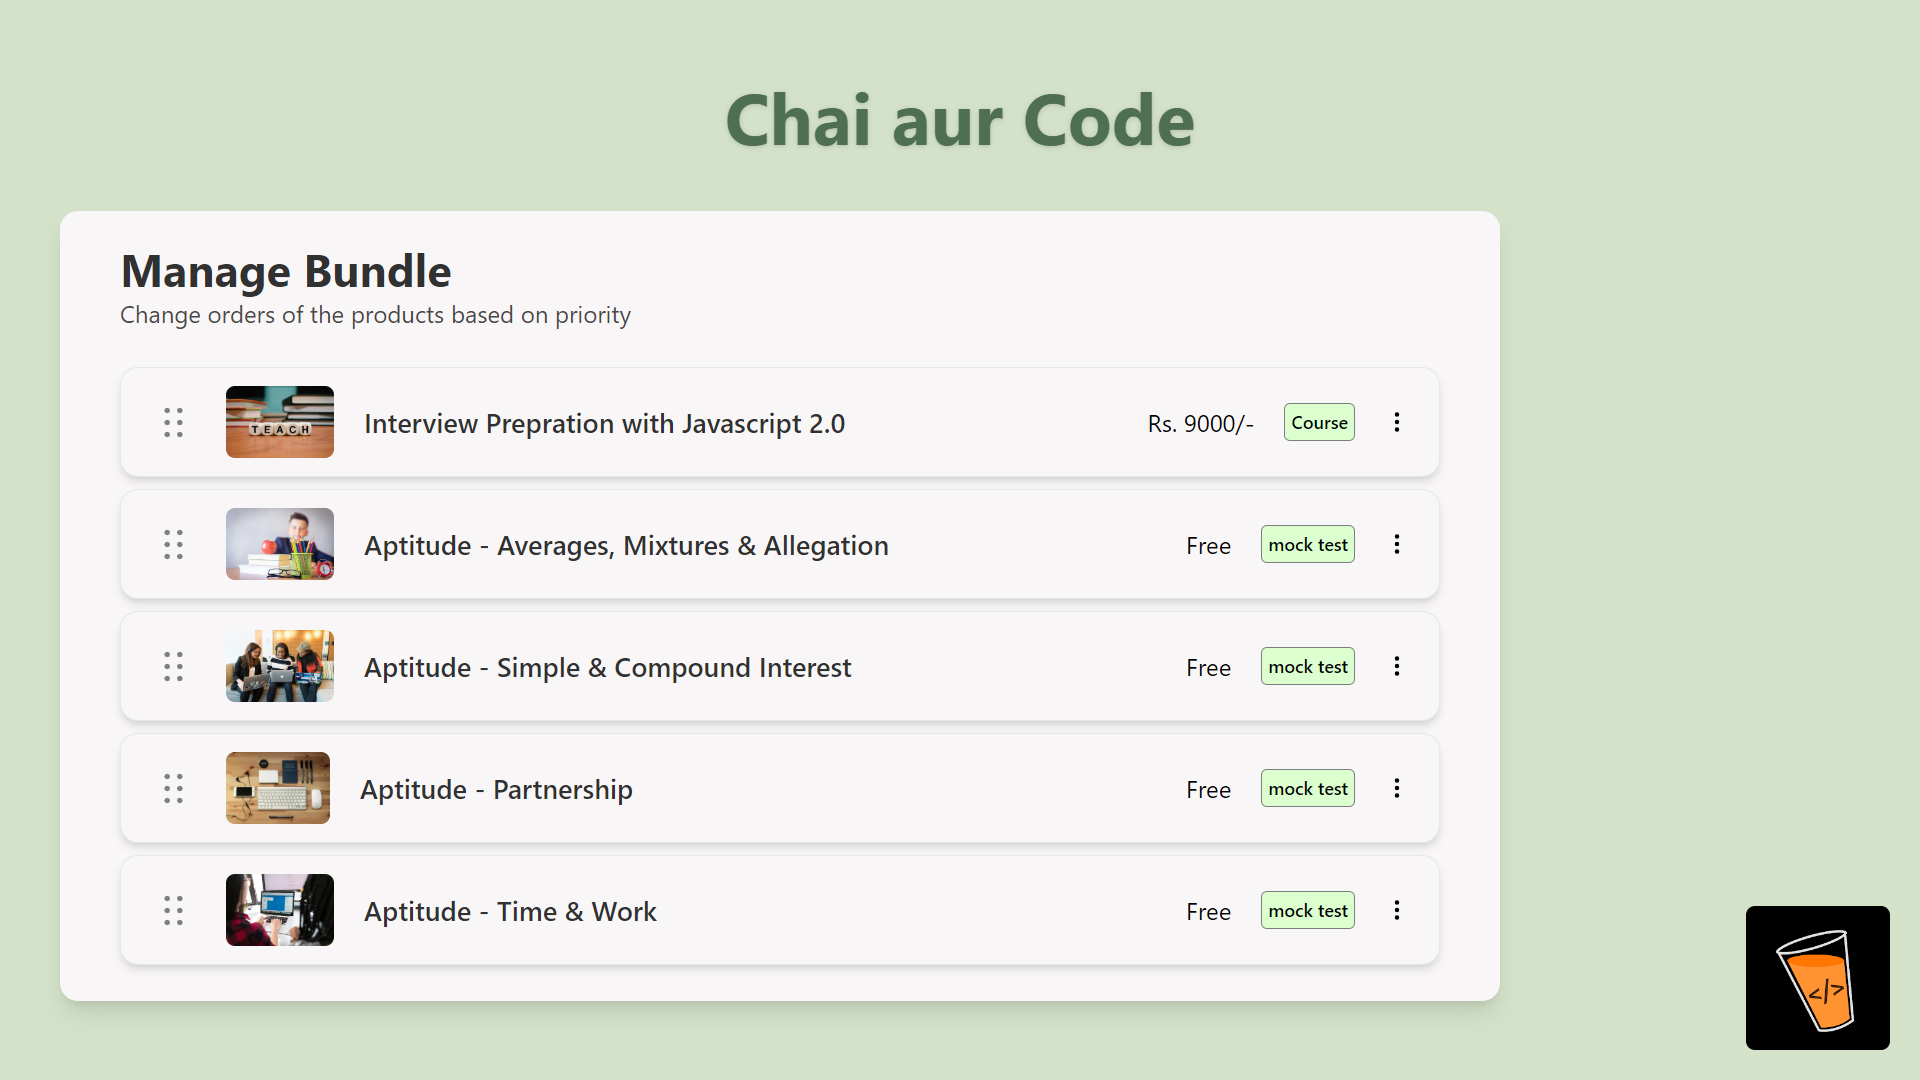 Chai aur Code
Manage Bundle
Change orders of the products based on priority
TEACH
Interview Prepration with Javascript 2.0
Rs. 9000/-
Course
Aptitude - Averages, Mixtures & Allegation
Free
mock test
Aptitude - Simple & Compound Interest
Free
mock test
Aptitude - Partnership
Free
mock test
Aptitude - Time & Work
Free
mock test
</>